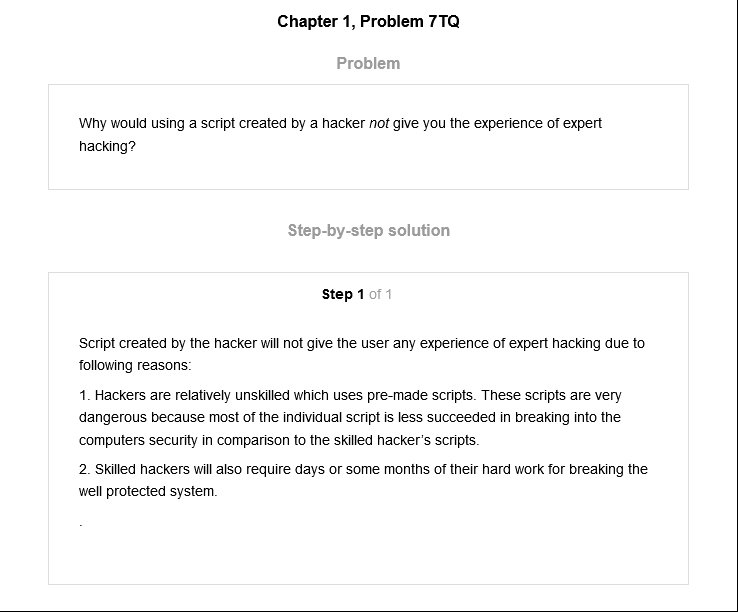 Chapter 1, Problem 7TQ
Problem
Why would using a script created by a hacker not give you the experience of expert
hacking?
Step-by-step solution
Step 1 of 1
Script created by the hacker will not give the user any experience of expert hacking due to
following reasons:
1. Hackers are relatively unskilled which uses pre-made scripts. These scripts are very
dangerous because most of the individual script is less succeeded in breaking into the
computers security in comparison to the skilled hacker's scripts.
2. Skilled hackers will also require days or some months of their hard work for breaking the
well protected system.
.